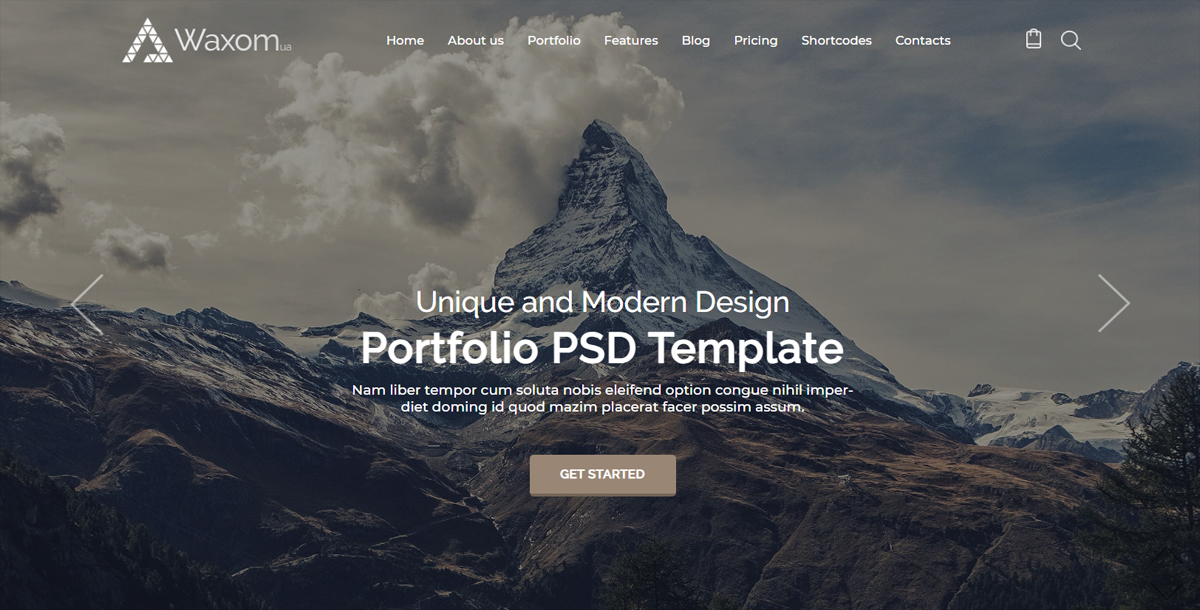 Waxom ua
Home About us Portfolio Features Blog Pricing Shortcodes Contacts
Unique and Modern Design
Portfolio PSD Template
Nam liber tempor cum soluta nobis eleifend option congue nihil imper-
diet doming id quod mazim placerat facer possim assum.
GET STARTED